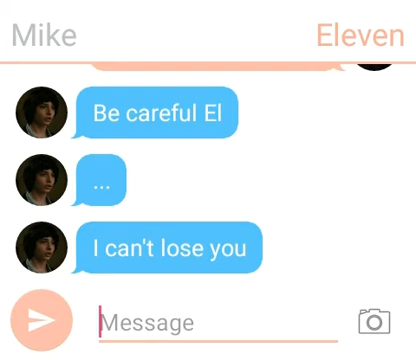 Mike Eleven
Be careful El
...
I can't lose you
Message